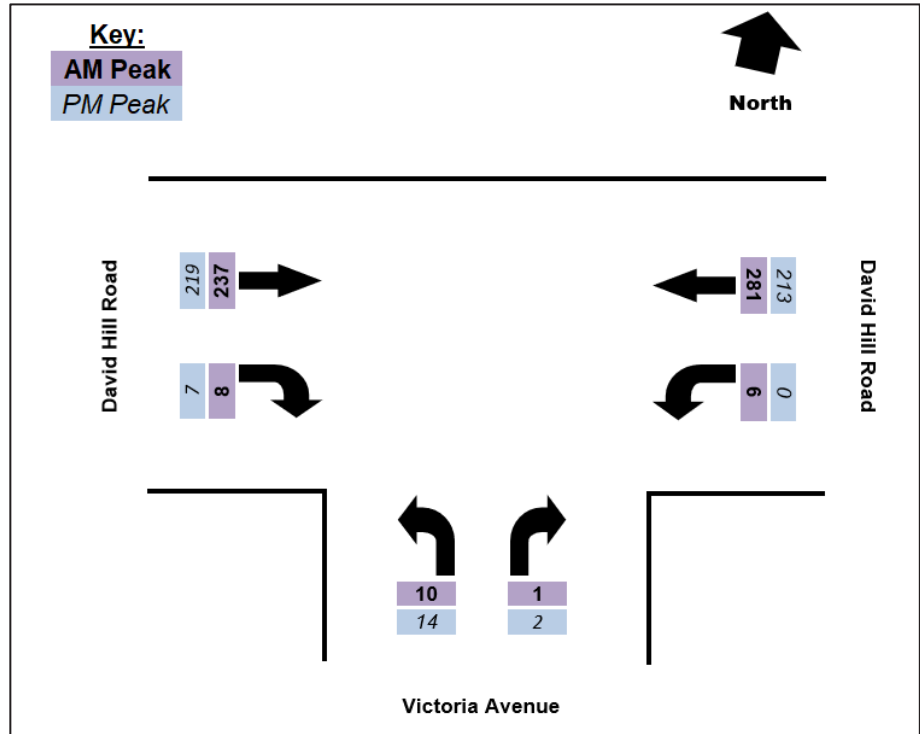 Key:
AM Peak
PM Peak
North
David Hill Road
219
237
7
8
281
213
6
0
David Hill Road
10
14
1
2
Victoria Avenue